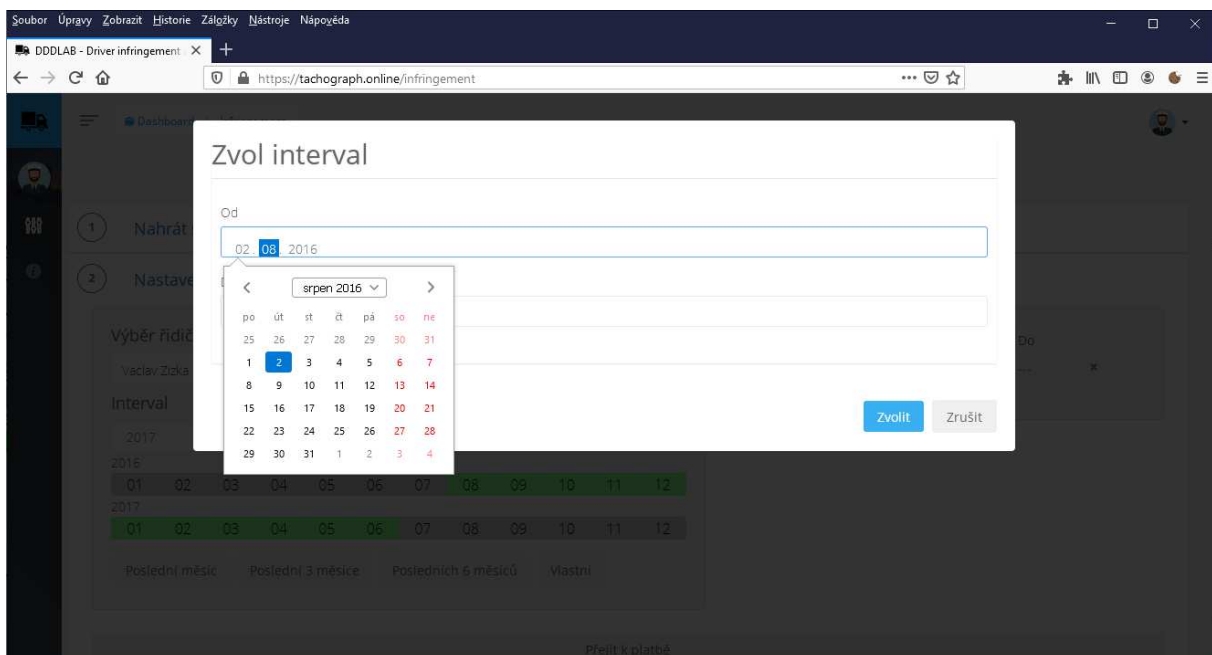 Soubor Úpravy Zobrazit Historie Záložky Nástroje Nápověda
DDDLAB - Driver infringement
https://tachograph.online/infringement
Dashboard
Zvol interval
Od
02. 08. 2016
1 Nahrát
2 Nastave
srpen 2016
po út st čt pá so ne
25 26 27 28 29 30 31
1 2 3 4 5 6 7
8 9 10 11 12 13 14
15 16 17 18 19 20 21
22 23 24 25 26 27 28
29 30 31 1 2 3 4
Výběr řidič
Do
Vaclav Zizka
Interval
Zvolit Zrušit
2017
2016
01 02 03 04 05 06 07 08 09 10 11 12
2017
01 02 03 04 05 06 07 08 09 10 11 12
Poslední měsíc Poslední 3 měsíce Posledních 6 měsíců Vlastní
Přejít k platbě